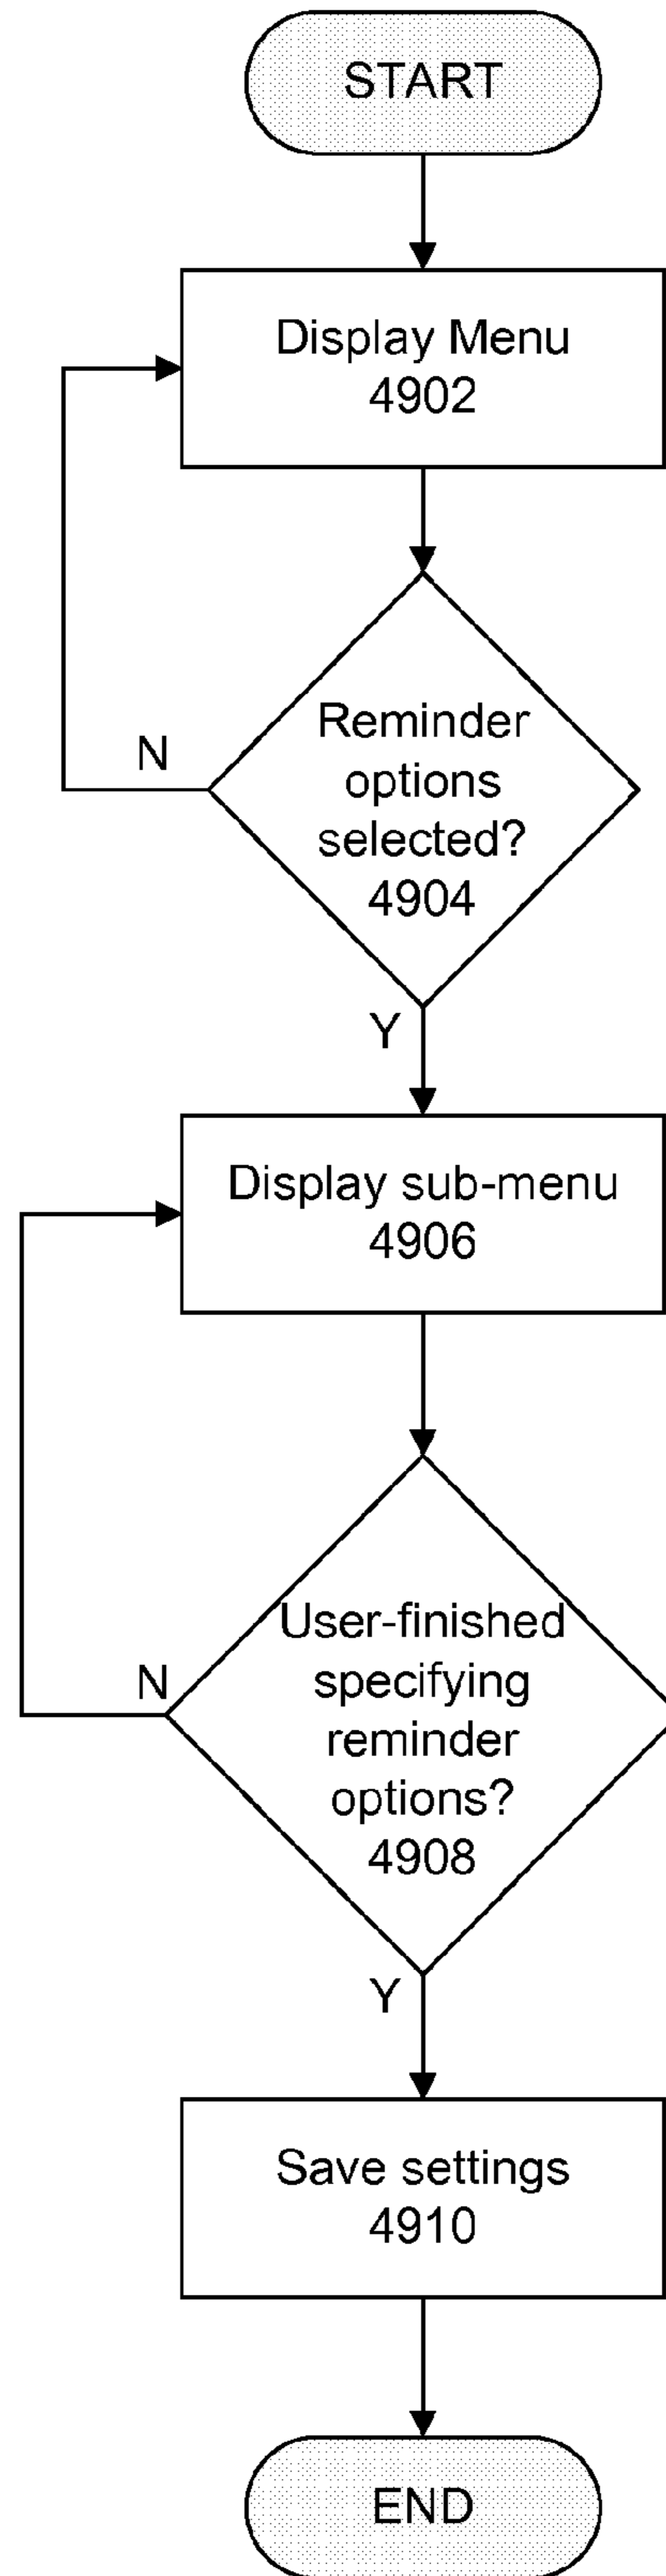 START
Display Menu
4902
Reminder
options
selected?
4904
N
Y
Display sub-menu
4906
User-finished
specifying
reminder
options?
4908
N
Y
Save settings
4910
END